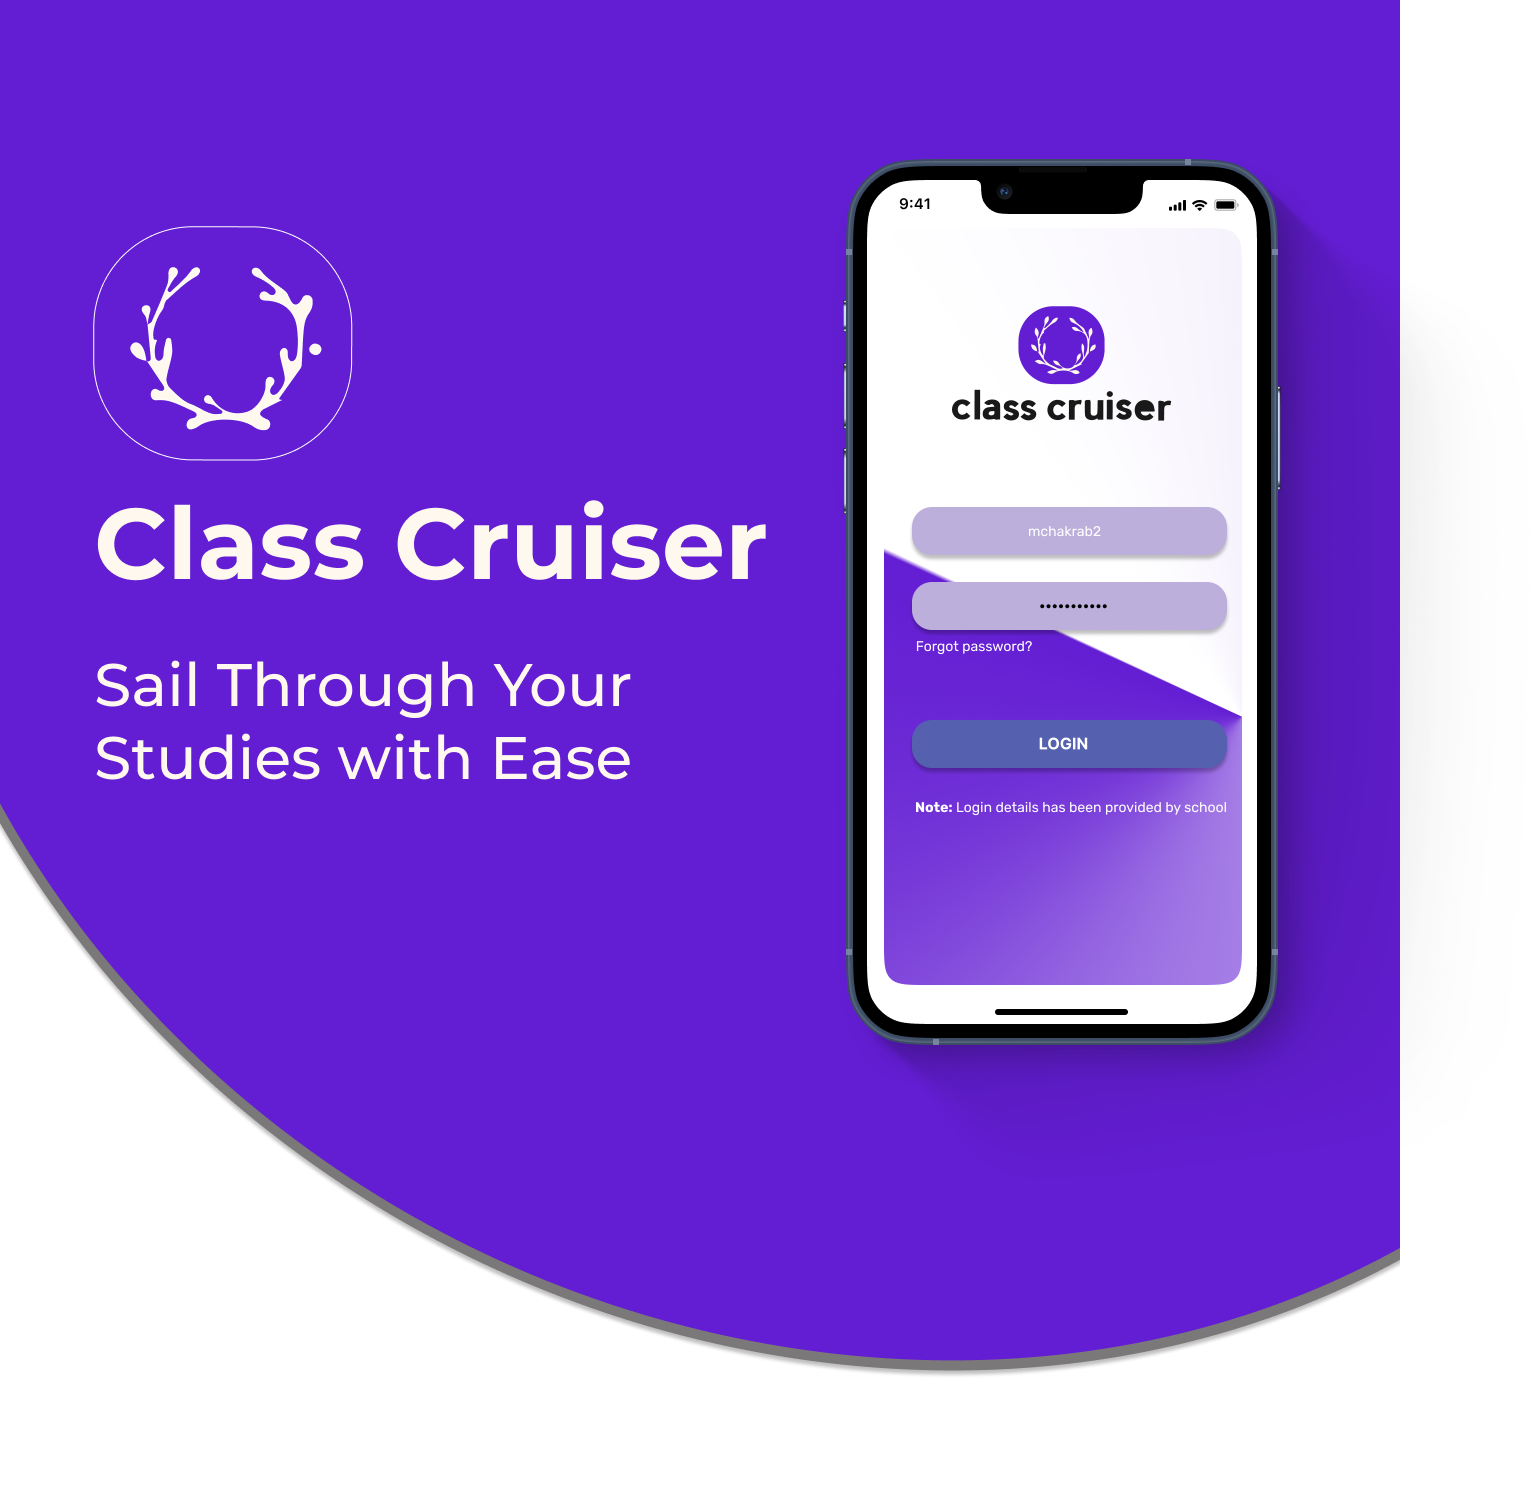 Class Cruiser
Sail Through Your
Studies with Ease
9:41
class cruiser
mchakrab2
•••••••••••
Forgot password?
LOGIN
Note: Login details has been provided by school